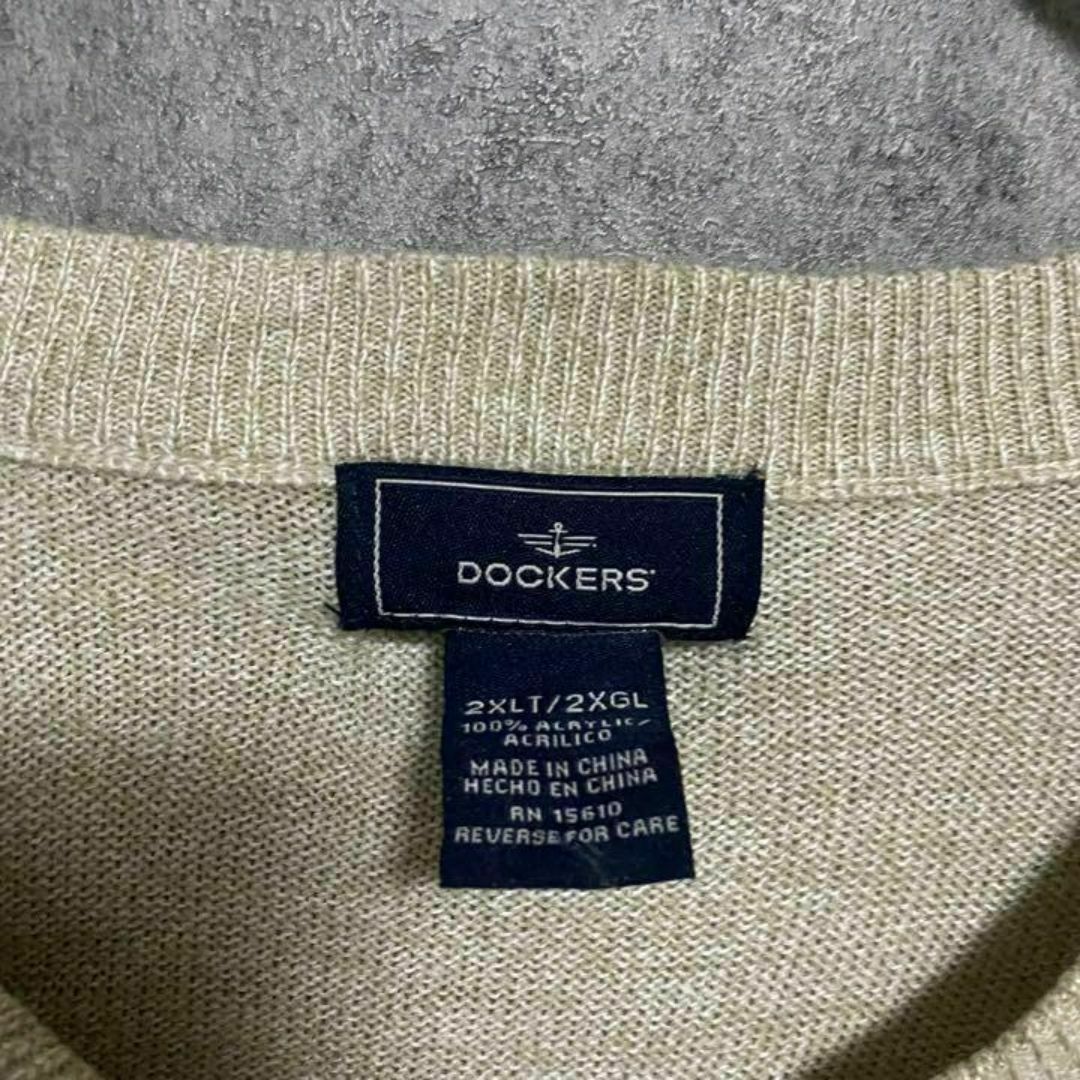 DOCKERS
2XLT/2XGL
100% ACRYLIC/
ACRILICO
MADE IN CHINA
HECHO EN CHINA
RN 15610
REVERSE FOR CARE